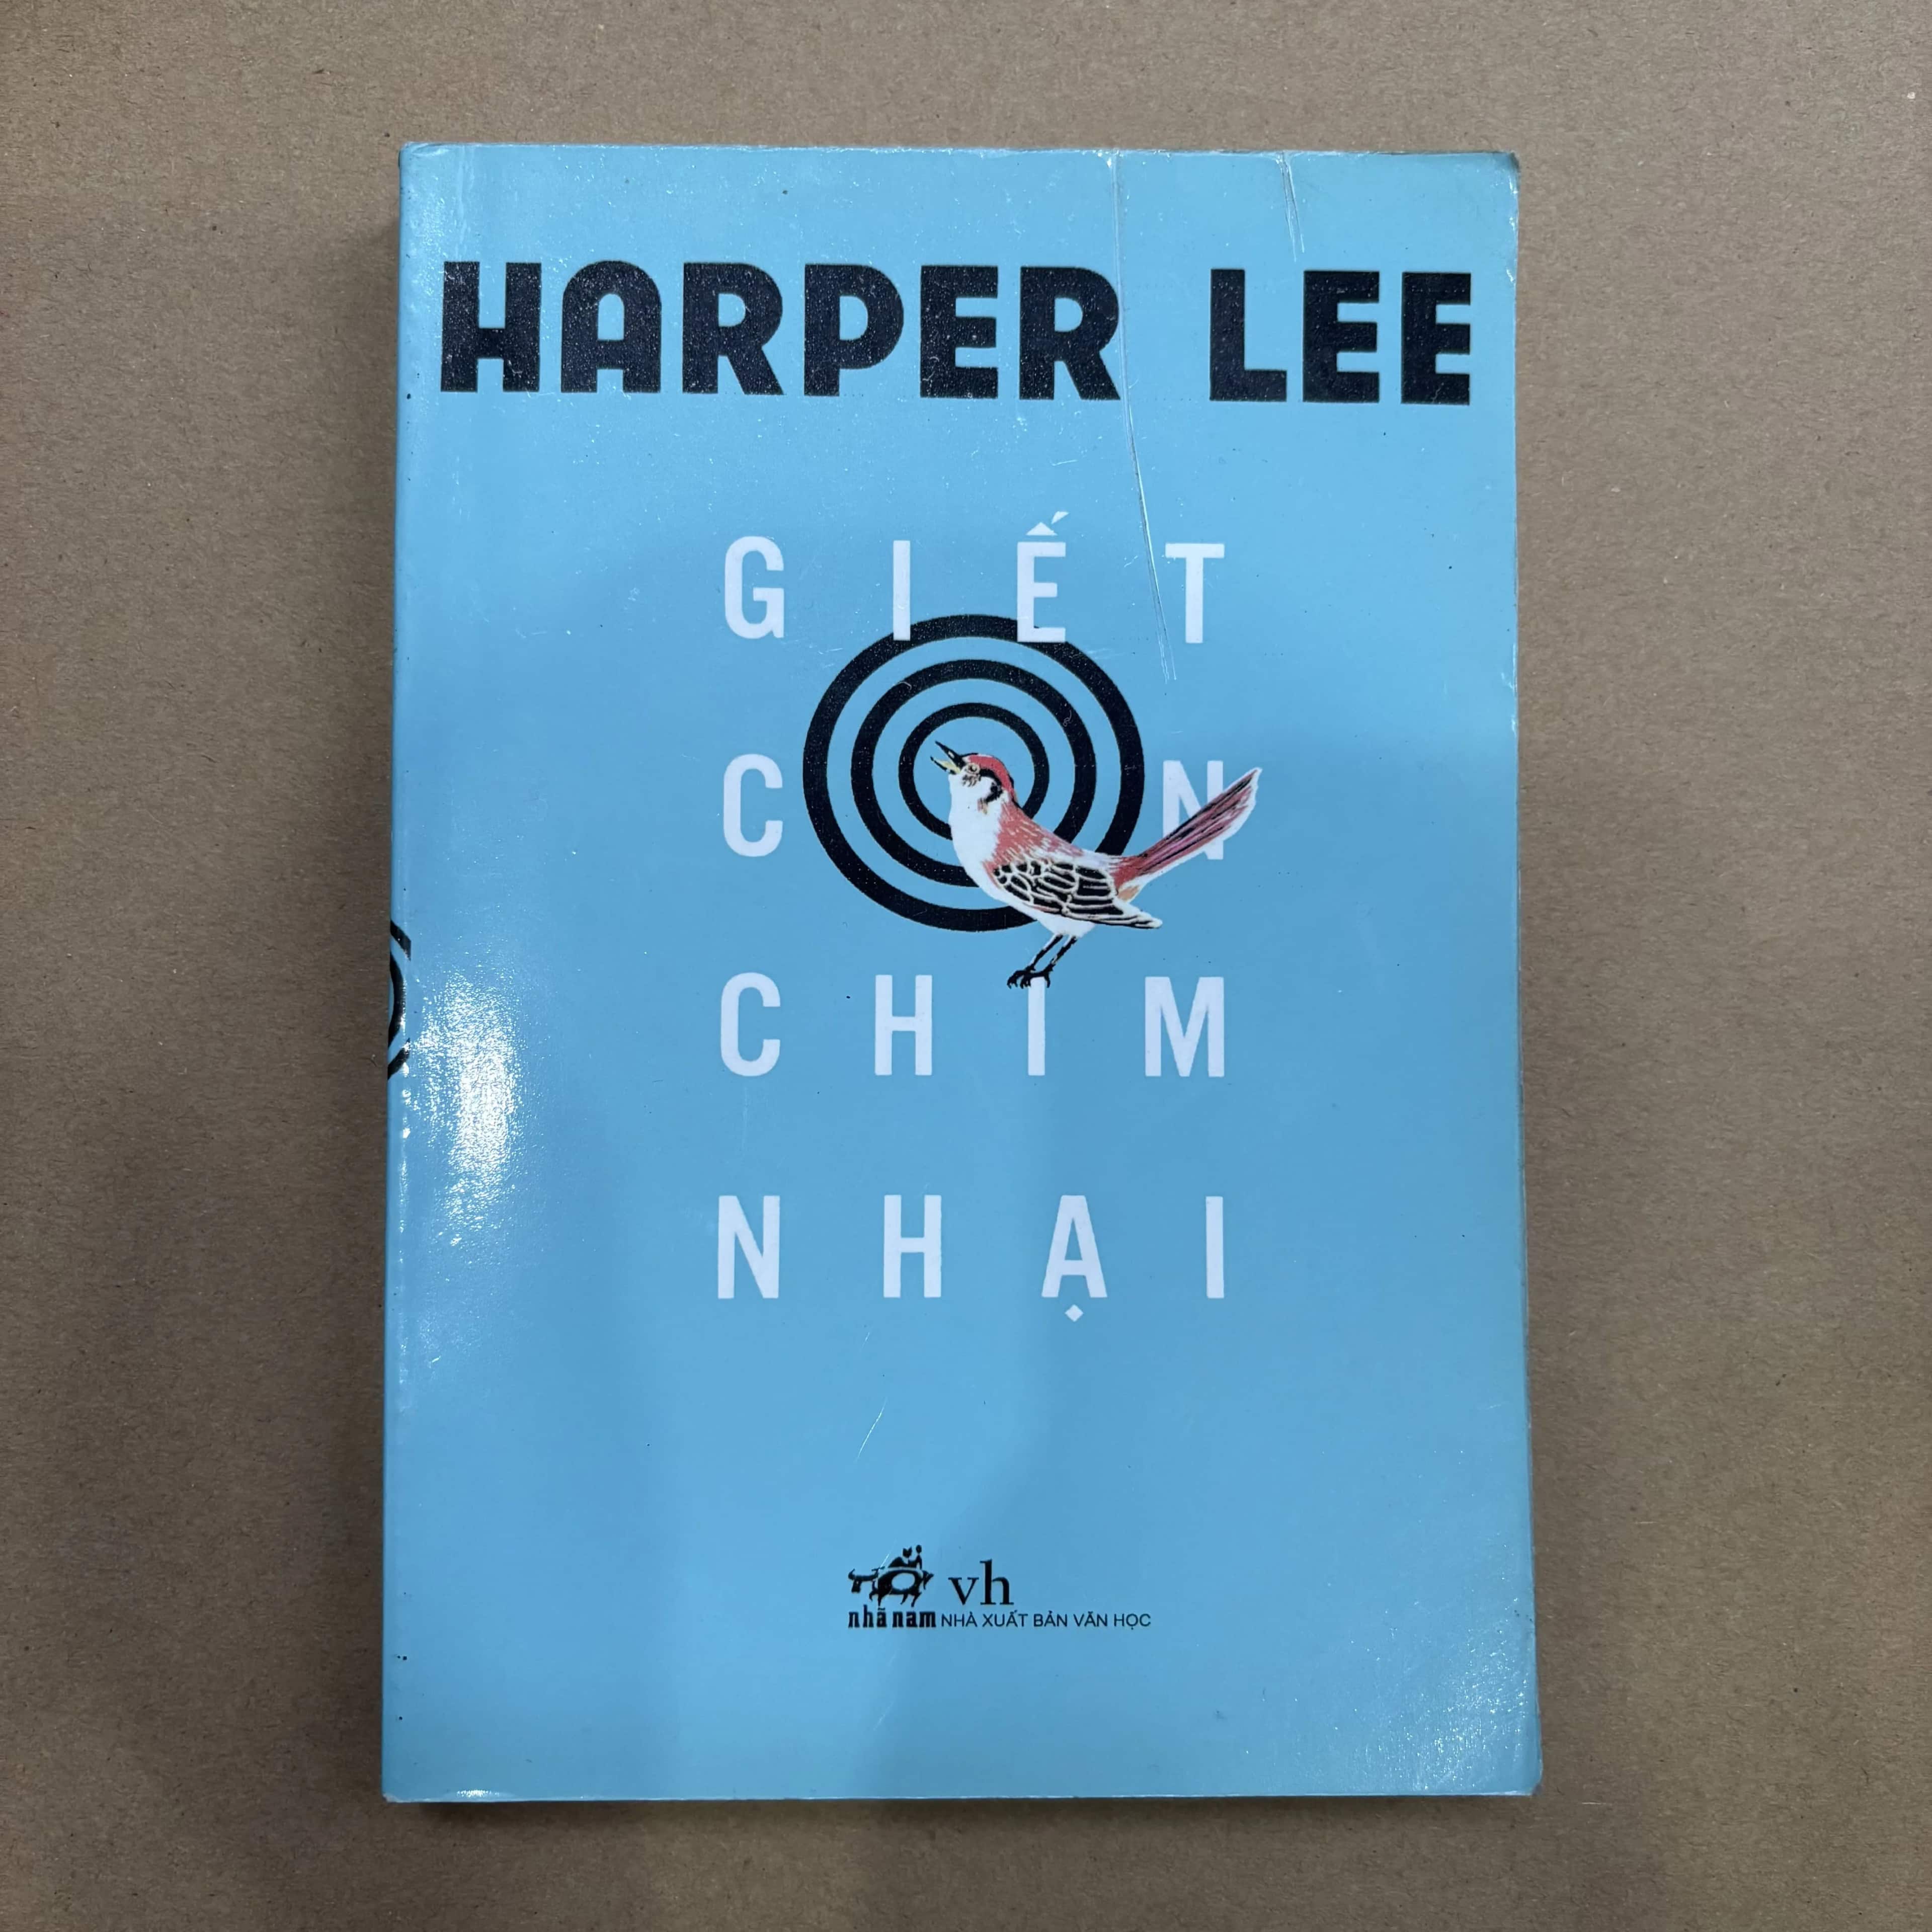 HARPER LEE
GIẾT
CON
CHIM
NHẠI
vh
nhã nam NHÀ XUẤT BẢN VĂN HỌC